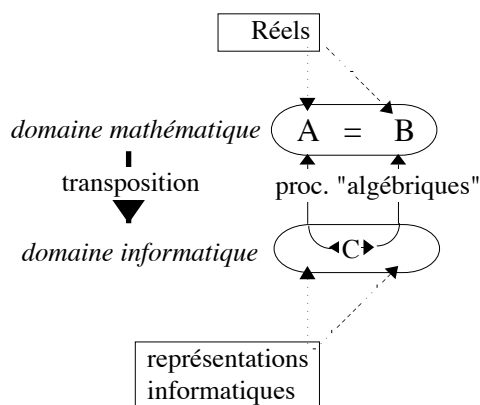 Réels
domaine mathématique A = B
transposition proc. "algébriques"
domaine informatique C
représentations
informatiques